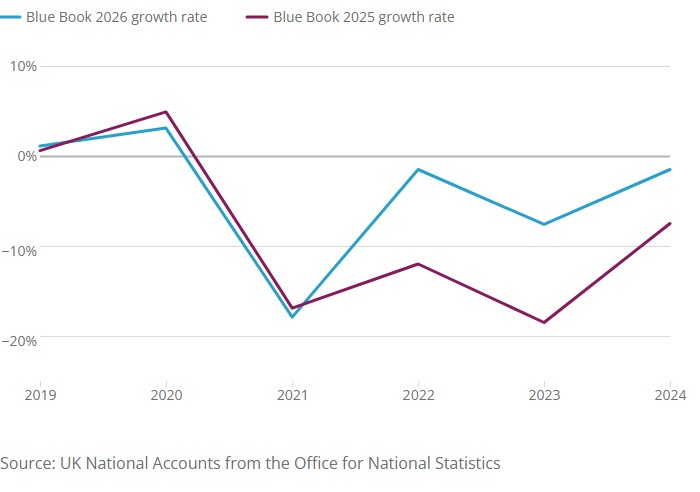 Blue Book 2026 growth rate Blue Book 2025 growth rate
10%
0%
−10%
−20%
2019 2020 2021 2022 2023 2024
Source: UK National Accounts from the Office for National Statistics